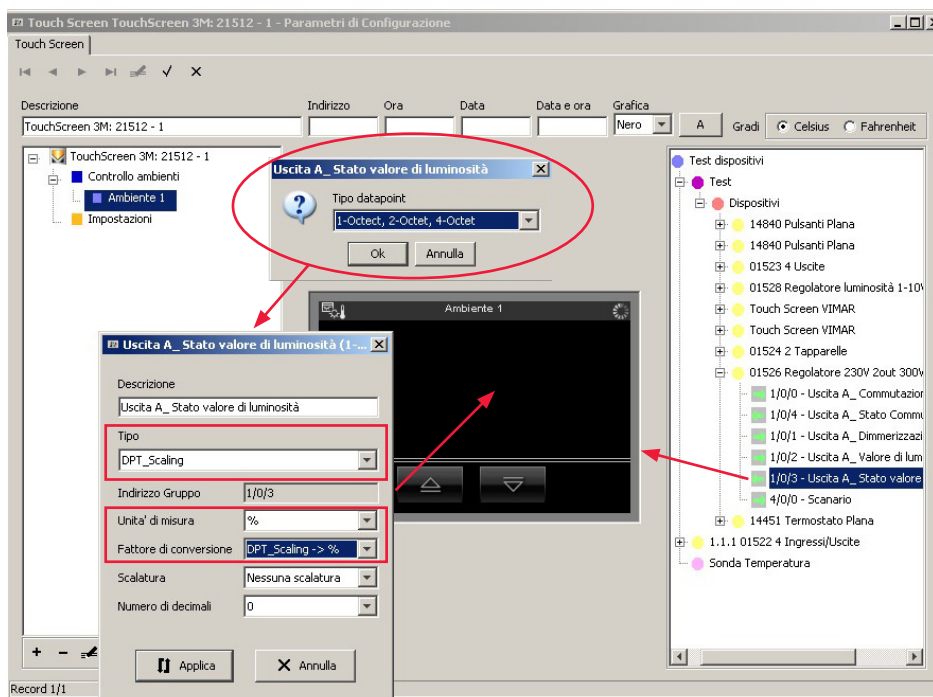 Touch Screen TouchScreen 3M: 21512 - 1 - Parametri di Configurazione
Touch Screen
Descrizione Indirizzo Ora Data Data e ora Grafica
TouchScreen 3M: 21512 - 1 Nero A Gradi Celsius Fahrenheit
TouchScreen 3M: 21512 - 1
Controllo ambienti
Ambiente 1
Impostazioni
Uscita A_ Stato valore di luminosità
Tipo datapoint
1-Octect, 2-Octet, 4-Octet
Ok Annulla
Ambiente 1
Uscita A_ Stato valore di luminosità (1-...
Descrizione
Uscita A_ Stato valore di luminosità
Tipo
DPT_Scaling
Indirizzo Gruppo 1/0/3
Unita' di misura %
Fattore di conversione DPT_Scaling -> %
Scalatura Nessuna scalatura
Numero di decimali 0
Applica Annulla
Test dispositivi
Test
Dispositivi
14840 Pulsanti Plana
14840 Pulsanti Plana
01523 4 Uscite
01528 Regolatore luminosità 1-10V
Touch Screen VIMAR
Touch Screen VIMAR
01524 2 Tapparelle
01526 Regolatore 230V 2out 300V
1/0/0 - Uscita A_ Commutazion
1/0/4 - Uscita A_ Stato Commu
1/0/1 - Uscita A_ Dimmerizzazi
1/0/2 - Uscita A_ Valore di lum
1/0/3 - Uscita A_ Stato valore
4/0/0 - Scanario
14451 Termostato Plana
1.1.1 01522 4 Ingressi/Uscite
Sonda Temperatura
Record 1/1